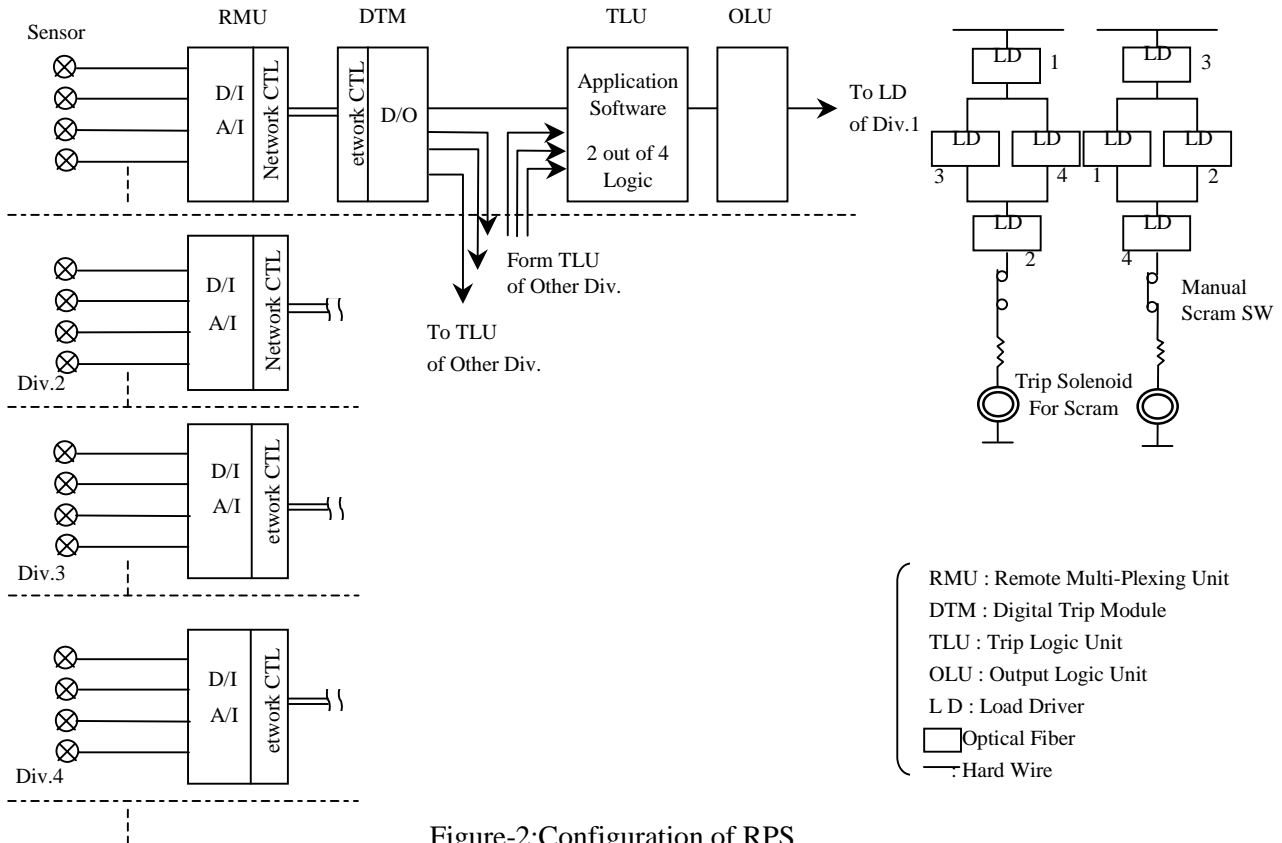 RMU
DTM
TLU
OLU
Sensor
D/I
A/I
Network CTL
etwork CTL
D/O
Application
Software
2 out of 4
Logic
To LD
of Div.1
Form TLU
of Other Div.
To TLU
of Other Div.
LD
1
LD
3
LD
3
LD
4
LD
1
LD
2
LD
2
LD
4
Manual
Scram SW
Trip Solenoid
For Scram
D/I
A/I
Network CTL
Div.2
D/I
A/I
etwork CTL
Div.3
D/I
A/I
etwork CTL
Div.4
RMU : Remote Multi-Plexing Unit
DTM : Digital Trip Module
TLU : Trip Logic Unit
OLU : Output Logic Unit
L D : Load Driver
Optical Fiber
: Hard Wire
Figure-2:Configuration of RPS